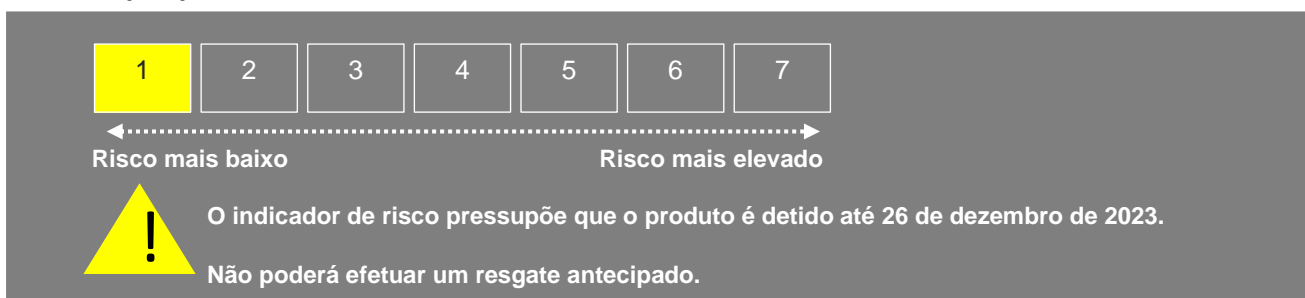 1 2 3 4 5 6 7
Risco mais baixo Risco mais elevado
! O indicador de risco pressupõe que o produto é detido até 26 de dezembro de 2023.
Não poderá efetuar um resgate antecipado.